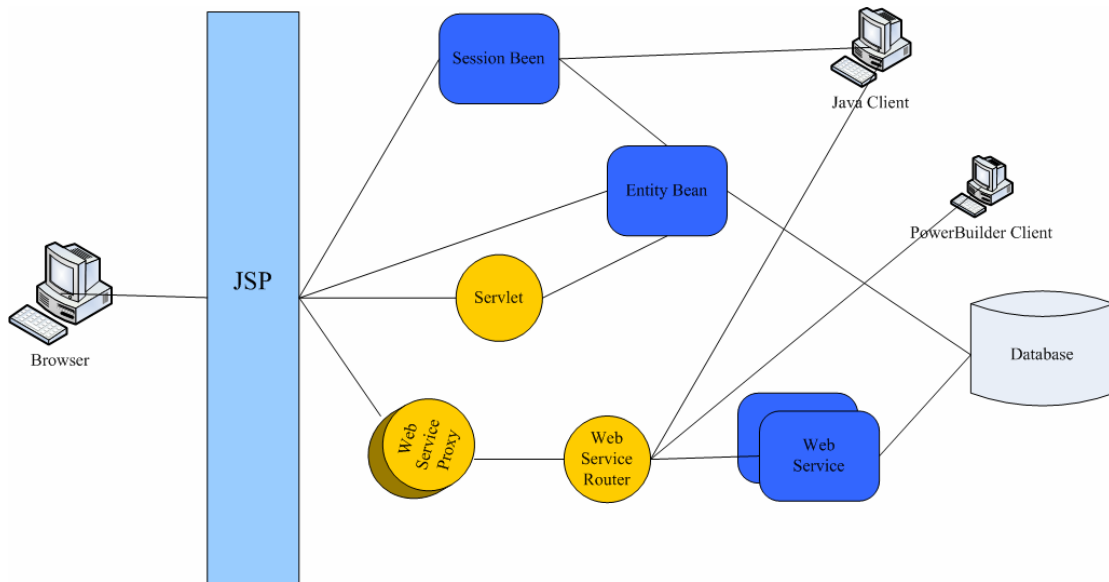 Session Been
Java Client
Entity Bean
PowerBuilder Client
JSP
Servlet
Browser
Database
Web
Service
Proxy
Web
Service
Router
Web
Service